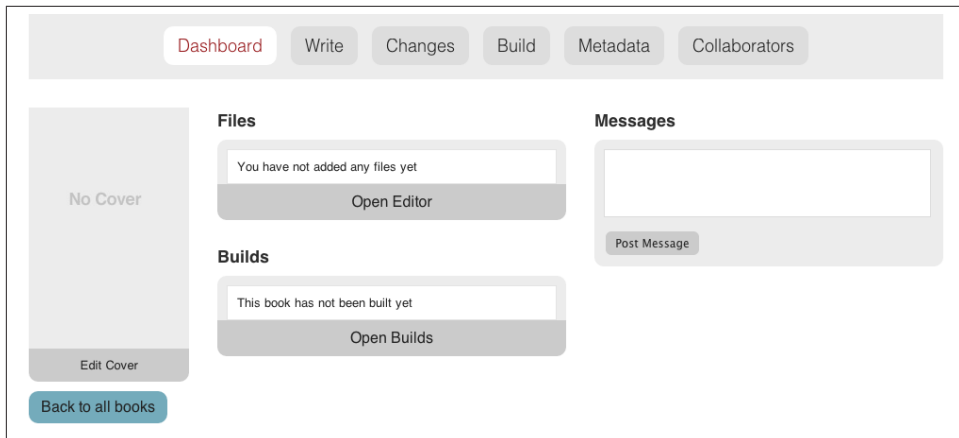 Dashboard Write Changes Build Metadata Collaborators
No Cover
Edit Cover
Back to all books
Files
You have not added any files yet
Open Editor
Builds
This book has not been built yet
Open Builds
Messages
Post Message